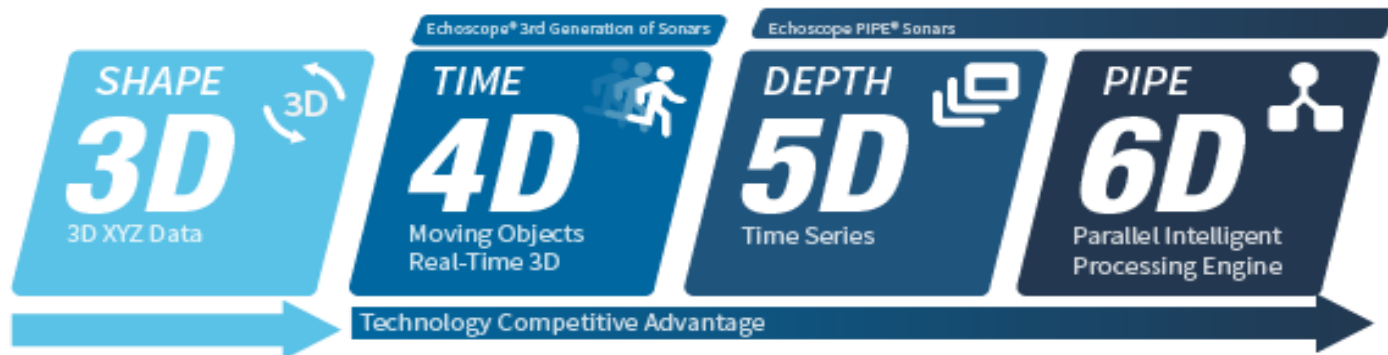 Echoscope® 3rd Generation of Sonars
Echoscope PIPE® Sonars
SHAPE
3D
3D
3D XYZ Data
TIME
4D
Moving Objects
Real-Time 3D
DEPTH
5D
Time Series
PIPE
6D
Parallel Intelligent
Processing Engine
Technology Competitive Advantage